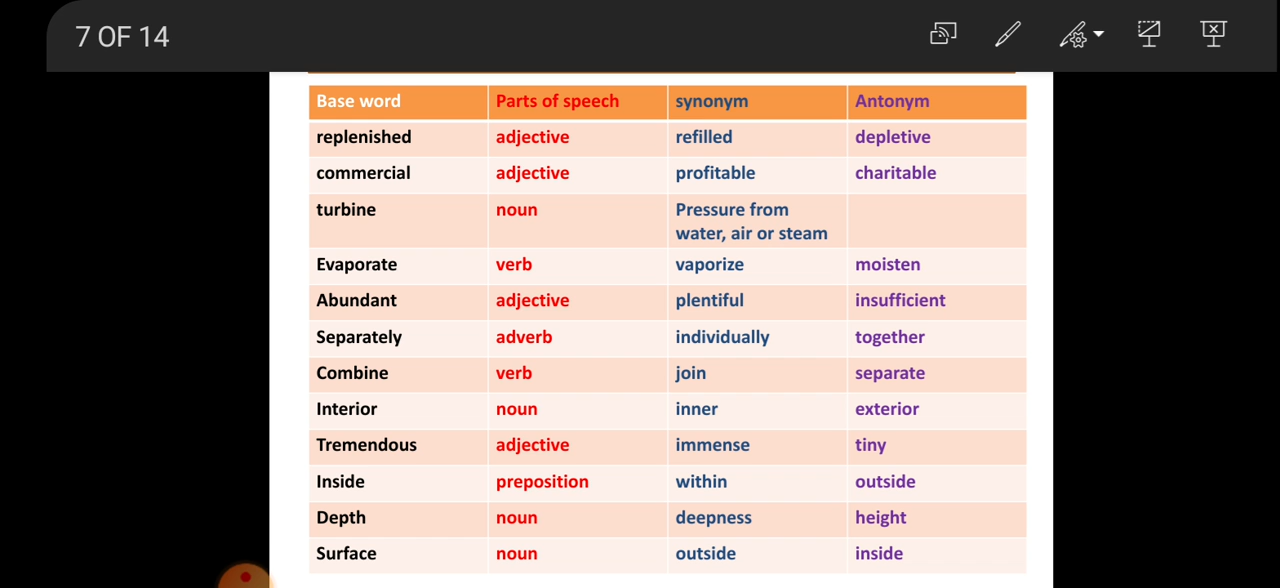 7 OF 14
Base word Parts of speech synonym Antonym
replenished adjective refilled depletive
commercial adjective profitable charitable
turbine noun Pressure from
water, air or steam
Evaporate verb vaporize moisten
Abundant adjective plentiful insufficient
Separately adverb individually together
Combine verb join separate
Interior noun inner exterior
Tremendous adjective immense tiny
Inside preposition within outside
Depth noun deepness height
Surface noun outside inside